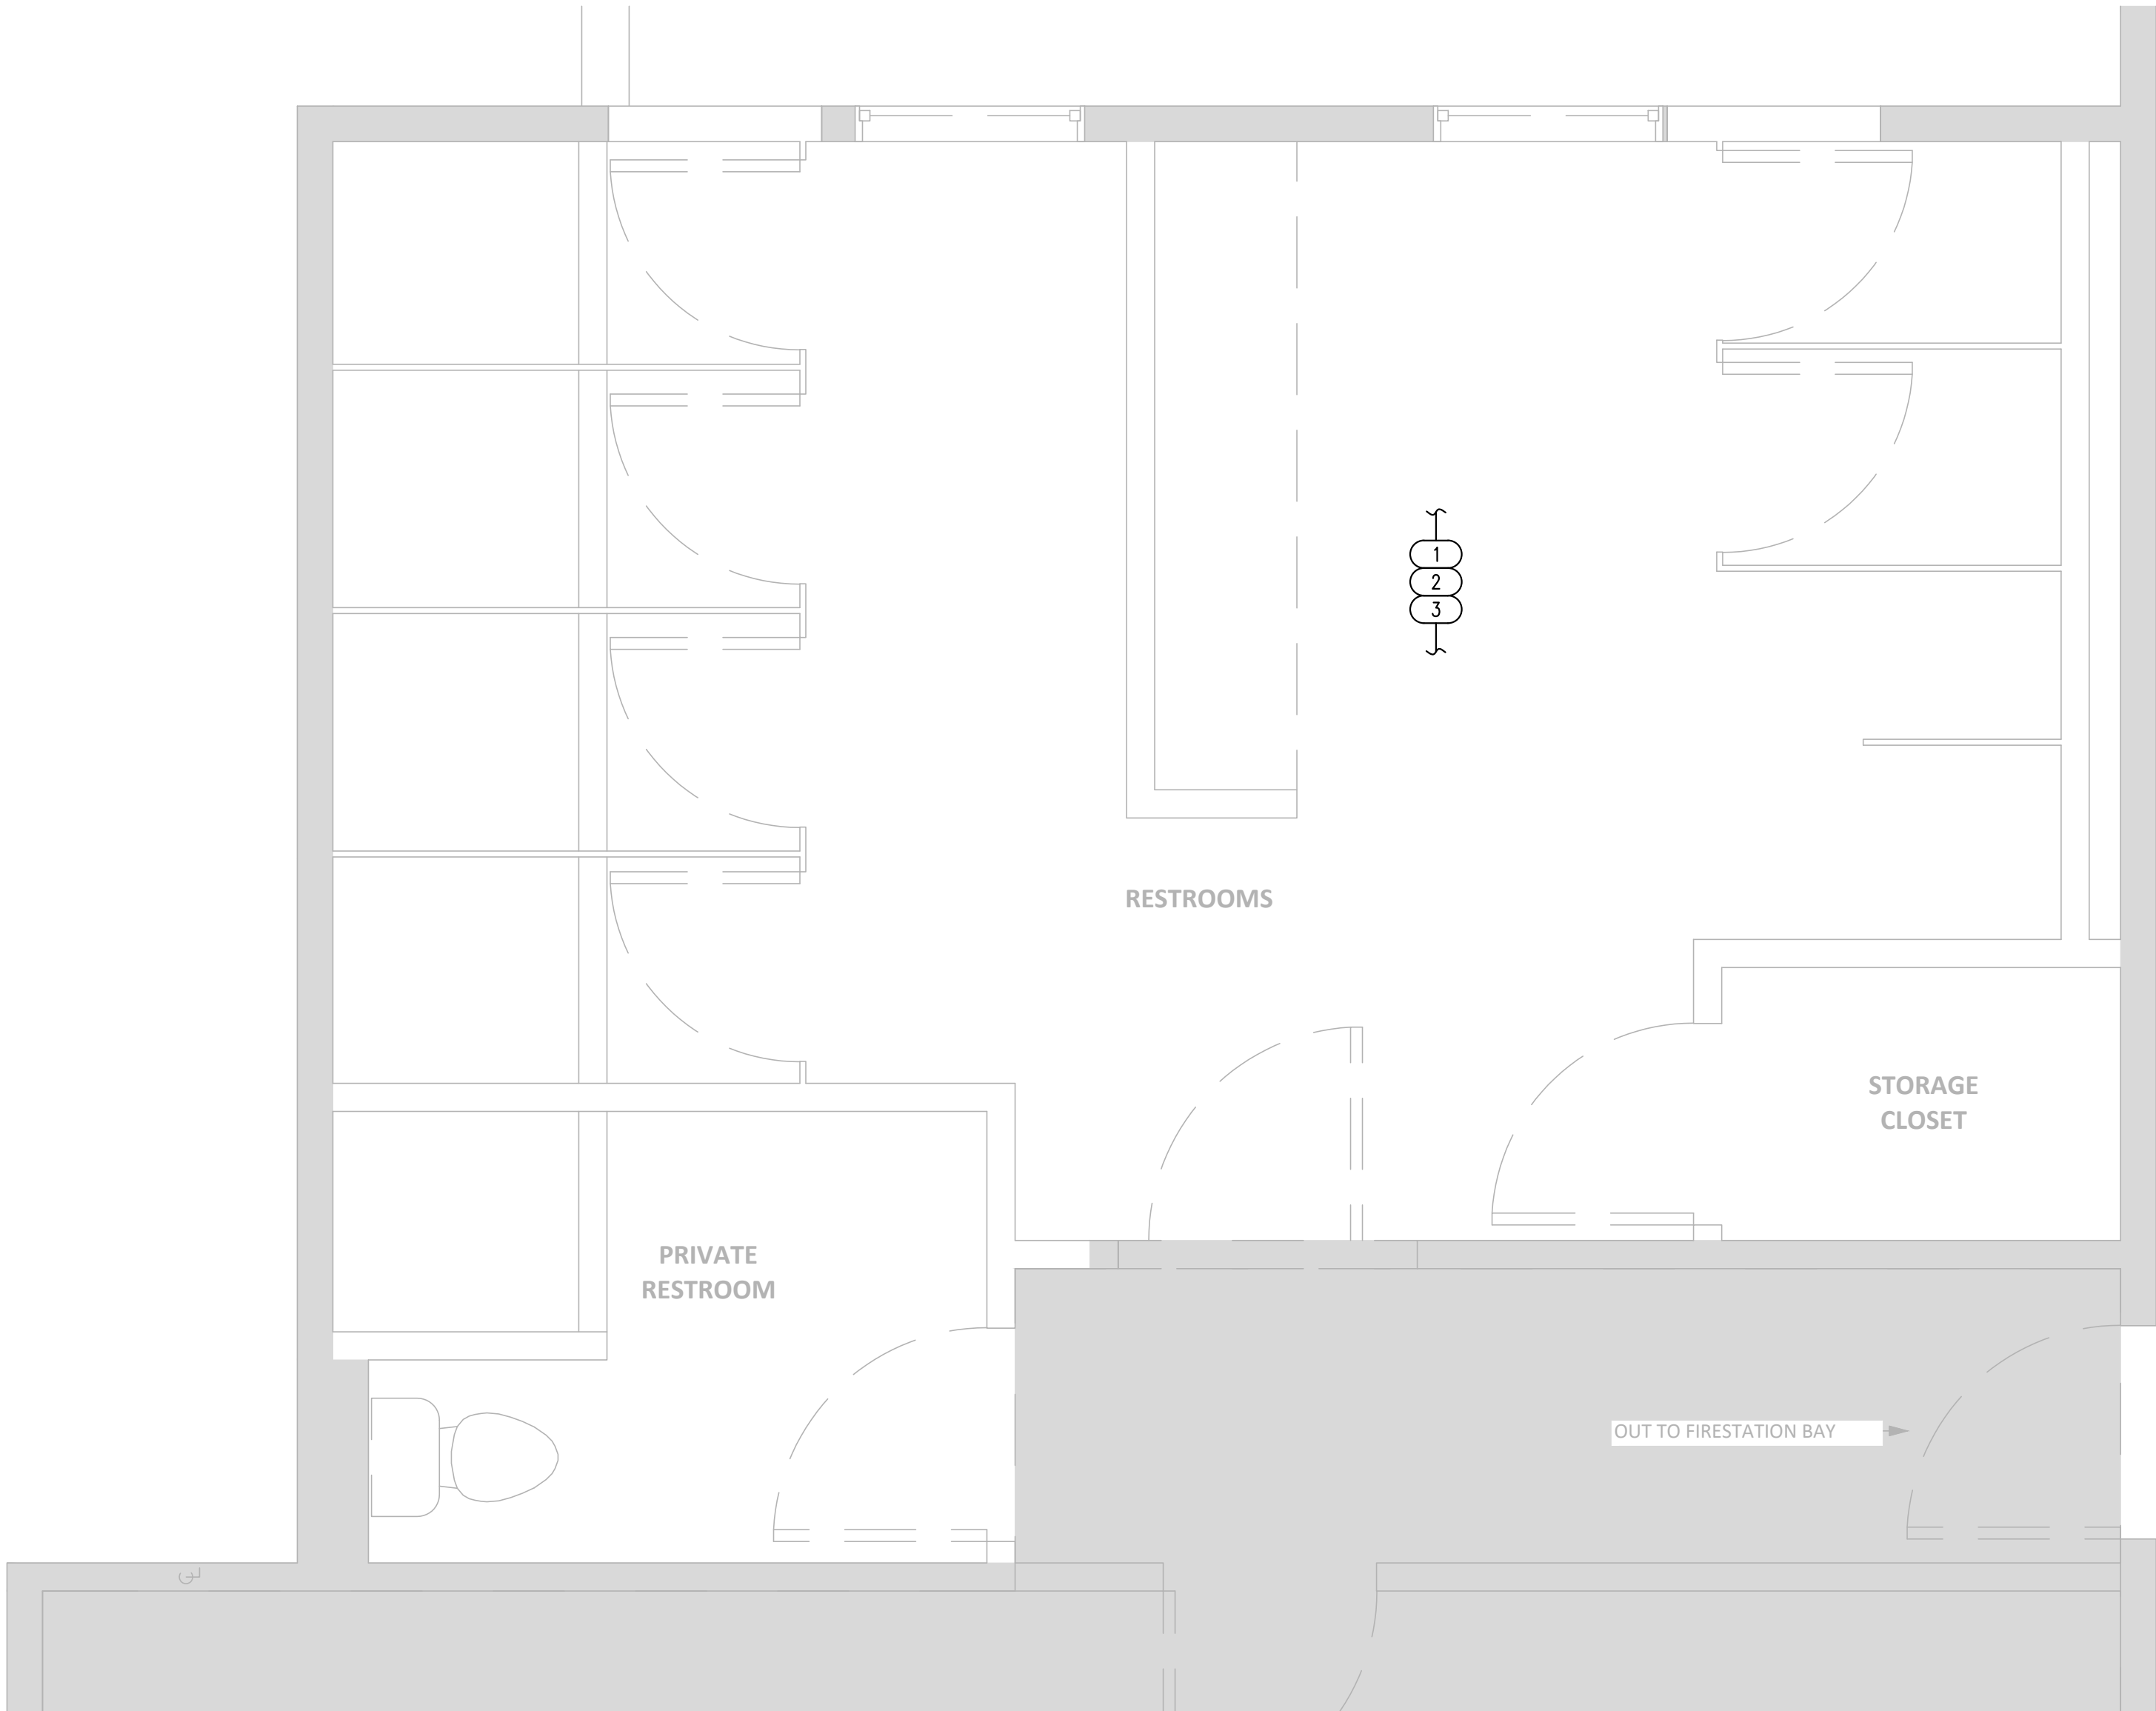 1
2
3
RESTROOMS
STORAGE
CLOSET
PRIVATE
RESTROOM
OUT TO FIRESTATION BAY